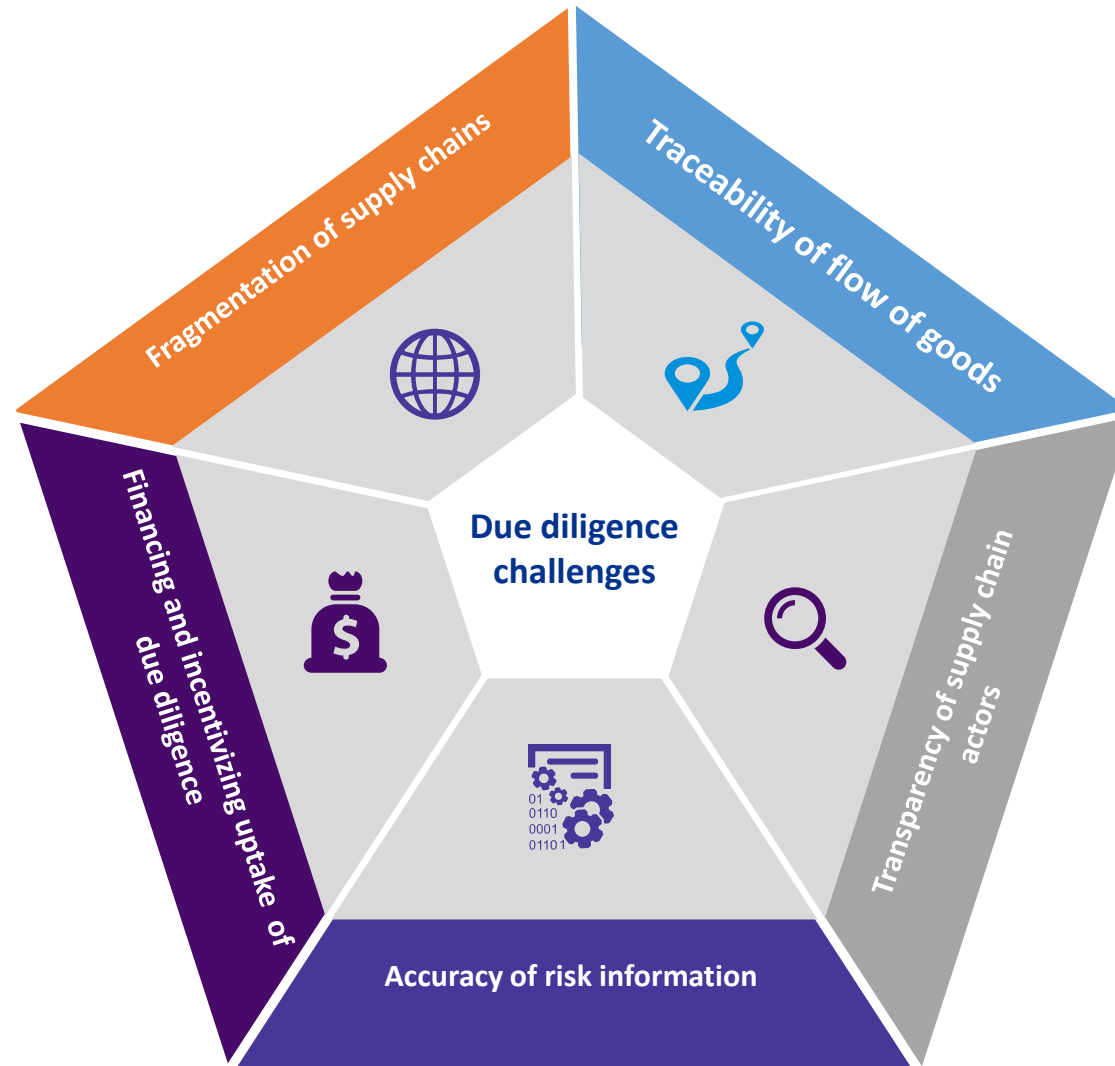 Fragmentation of supply chains
Traceability of flow of goods
Due diligence
challenges
Financing and incentivizing uptake of
due diligence
$
Transparency of supply chain
actors
01
0110
0001
01101
Accuracy of risk information